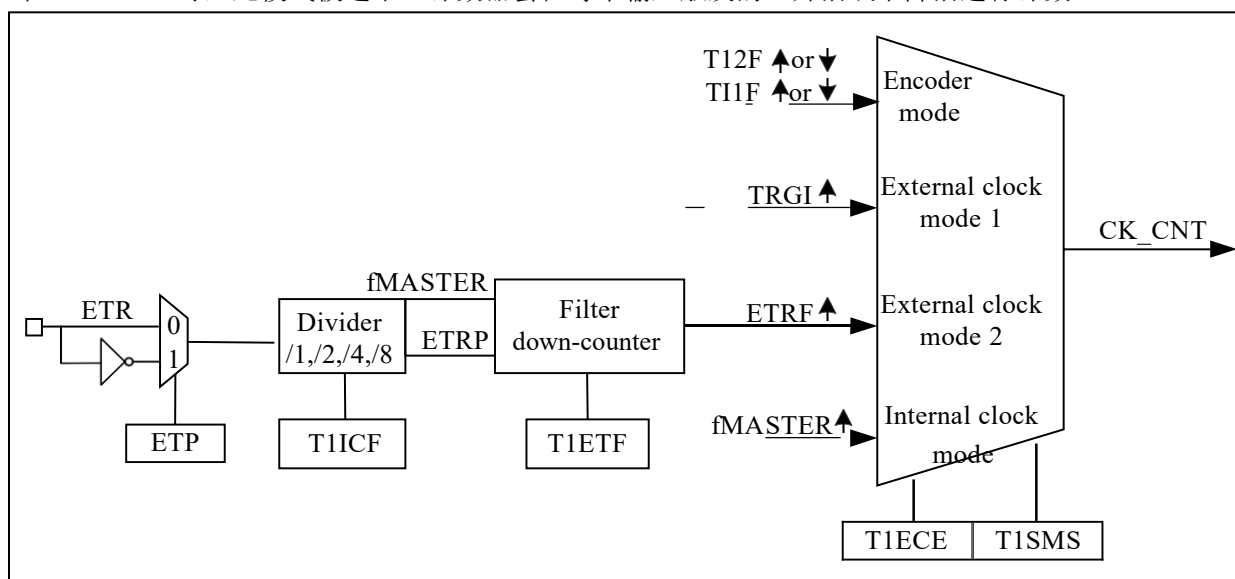 T12F ↑or ↓
TI1F ↑or ↓
Encoder
mode
TRGI ↑
External clock
mode 1
CK_CNT
fMASTER
ETR
0
1
Divider
/1,/2,/4,/8
ETRP
Filter
down-counter
ETRF ↑
External clock
mode 2
fMASTER ↑
Internal clock
mode
ETP
T1ICF
T1ETF
T1ECE
T1SMS